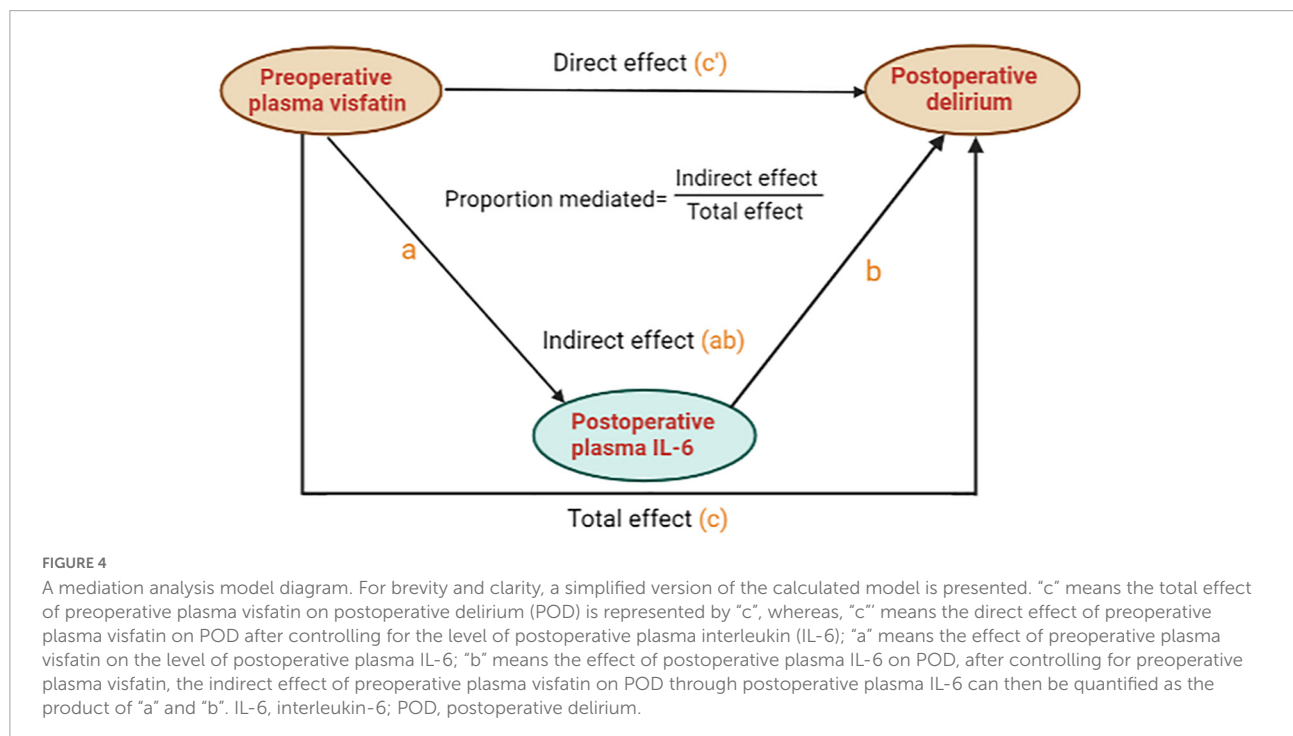 Preoperative
plasma visfatin
Direct effect (c')
Postoperative
delirium
Proportion mediated=
Indirect effect
Total effect
a
b
Indirect effect (ab)
Postoperative
plasma IL-6
Total effect (c)
FIGURE 4
A mediation analysis model diagram. For brevity and clarity, a simplified version of the calculated model is presented. “c” means the total effect
of preoperative plasma visfatin on postoperative delirium (POD) is represented by “c”, whereas, “c”’ means the direct effect of preoperative
plasma visfatin on POD after controlling for the level of postoperative plasma interleukin (IL-6); “a” means the effect of preoperative plasma
visfatin on the level of postoperative plasma IL-6; “b” means the effect of postoperative plasma IL-6 on POD, after controlling for preoperative
plasma visfatin, the indirect effect of preoperative plasma visfatin on POD through postoperative plasma IL-6 can then be quantified as the
product of “a” and “b”. IL-6, interleukin-6; POD, postoperative delirium.